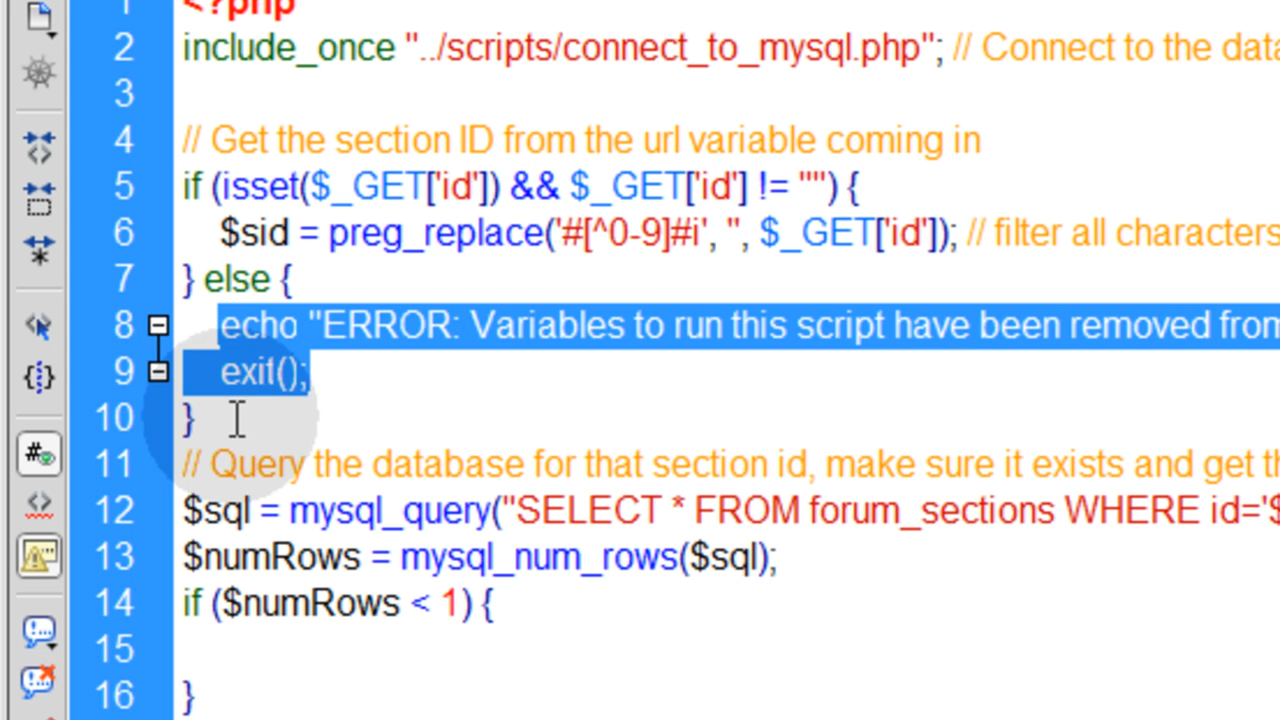 1 <?php
2 include_once "../scripts/connect_to_mysql.php"; // Connect to the
3
4 // Get the section ID from the url variable coming in
5 if (isset($_GET['id']) && $_GET['id'] != "") {
6 $sid = preg_replace('#[^0-9]#i', '', $_GET['id']); // filter all characters
7 } else {
8 echo "ERROR: Variables to run this script have been removed from
9 exit();
10 }
11 // Query the database for that section id, make sure it exists and get
12 $sql = mysql_query("SELECT * FROM forum_sections WHERE id='$
13 $numRows = mysql_num_rows($sql);
14 if ($numRows < 1) {
15
16 }